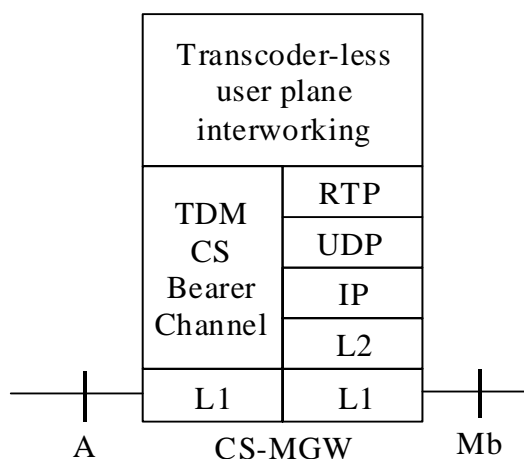 Transcoder-less
user plane
interworking
TDM
CS
Bearer
Channel
RTP
UDP
IP
L2
L1
L1
A
CS-MGW
Mb